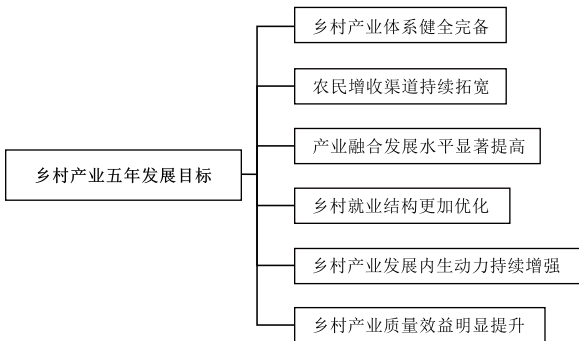 乡村产业五年发展目标
乡村产业体系健全完备
农民增收渠道持续拓宽
产业融合发展水平显著提高
乡村就业结构更加优化
乡村产业发展内生动力持续增强
乡村产业质量效益明显提升